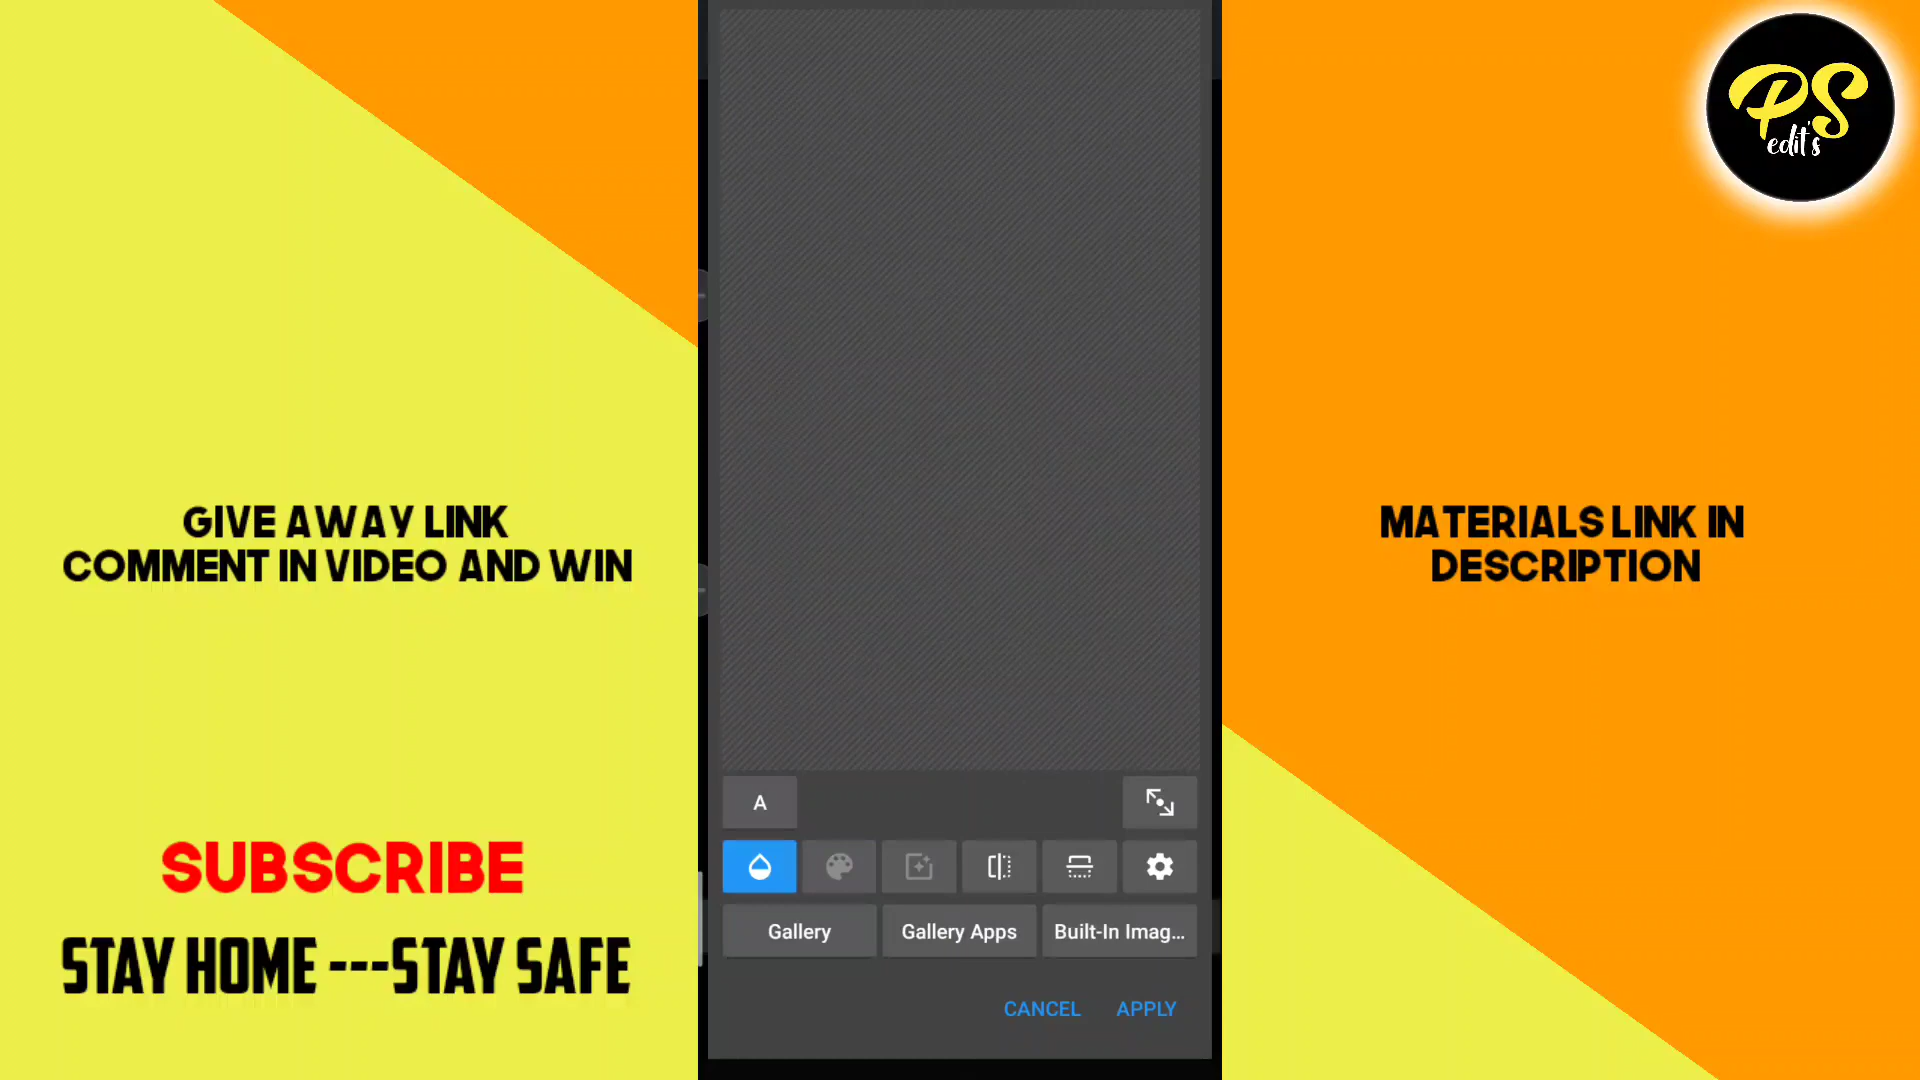 PS
edit's
GIVE AWAY LINK
COMMENT IN VIDEO AND WIN
MATERIALS LINK IN
DESCRIPTION
A
SUBSCRIBE
STAY HOME ---STAY SAFE
Gallery
Gallery Apps
Built-In Imag...
CANCEL
APPLY